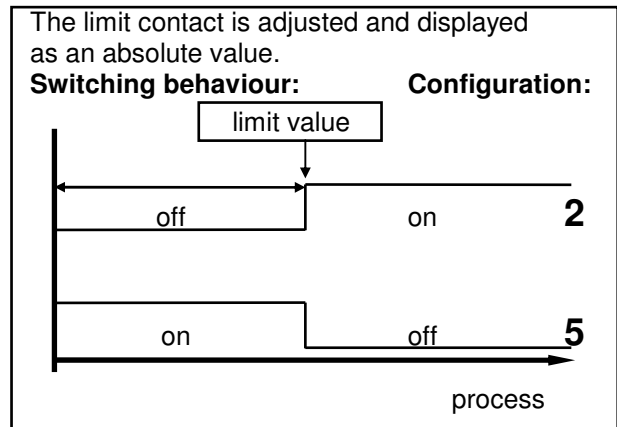 The limit contact is adjusted and displayed
as an absolute value.
Switching behaviour: Configuration:
limit value
off on 2
on off 5
process